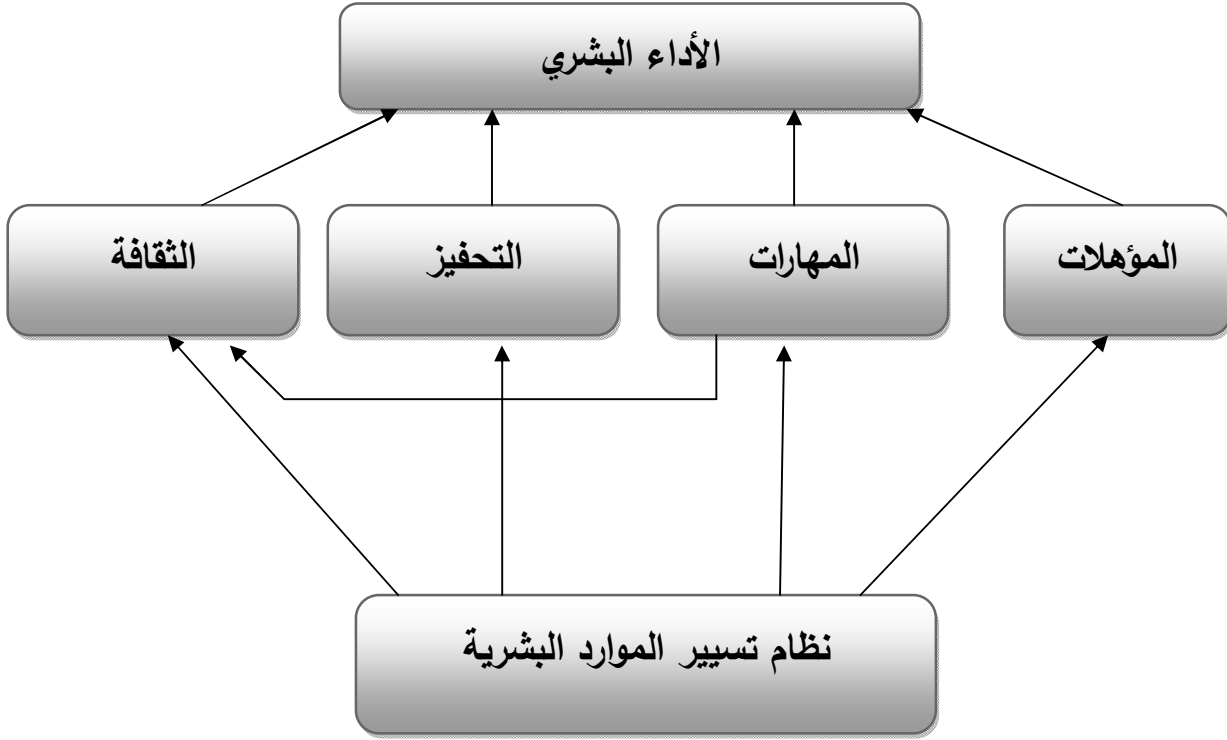 الأداء البشري
المؤهلات
المهارات
التحفيز
الثقافة
نظام تسيير الموارد البشرية